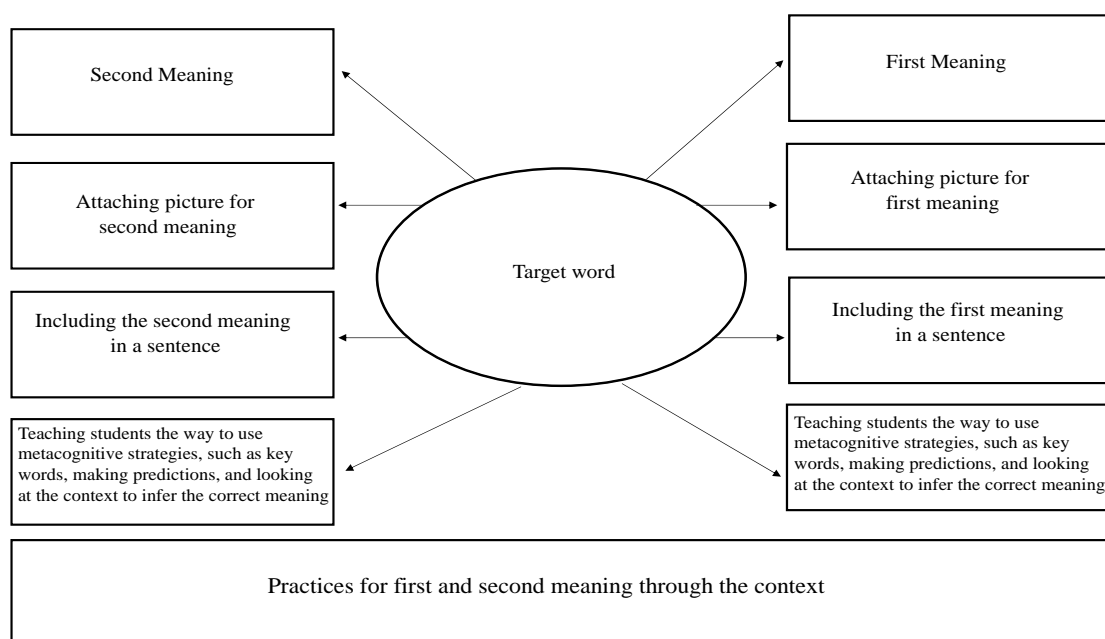 Second Meaning
First Meaning
Attaching picture for
second meaning
Attaching picture for
first meaning
Target word
Including the second meaning
in a sentence
Including the first meaning
in a sentence
Teaching students the way to use
metacognitive strategies, such as key
words, making predictions, and looking
at the context to infer the correct meaning
Teaching students the way to use
metacognitive strategies, such as key
words, making predictions, and looking
at the context to infer the correct meaning
Practices for first and second meaning through the context